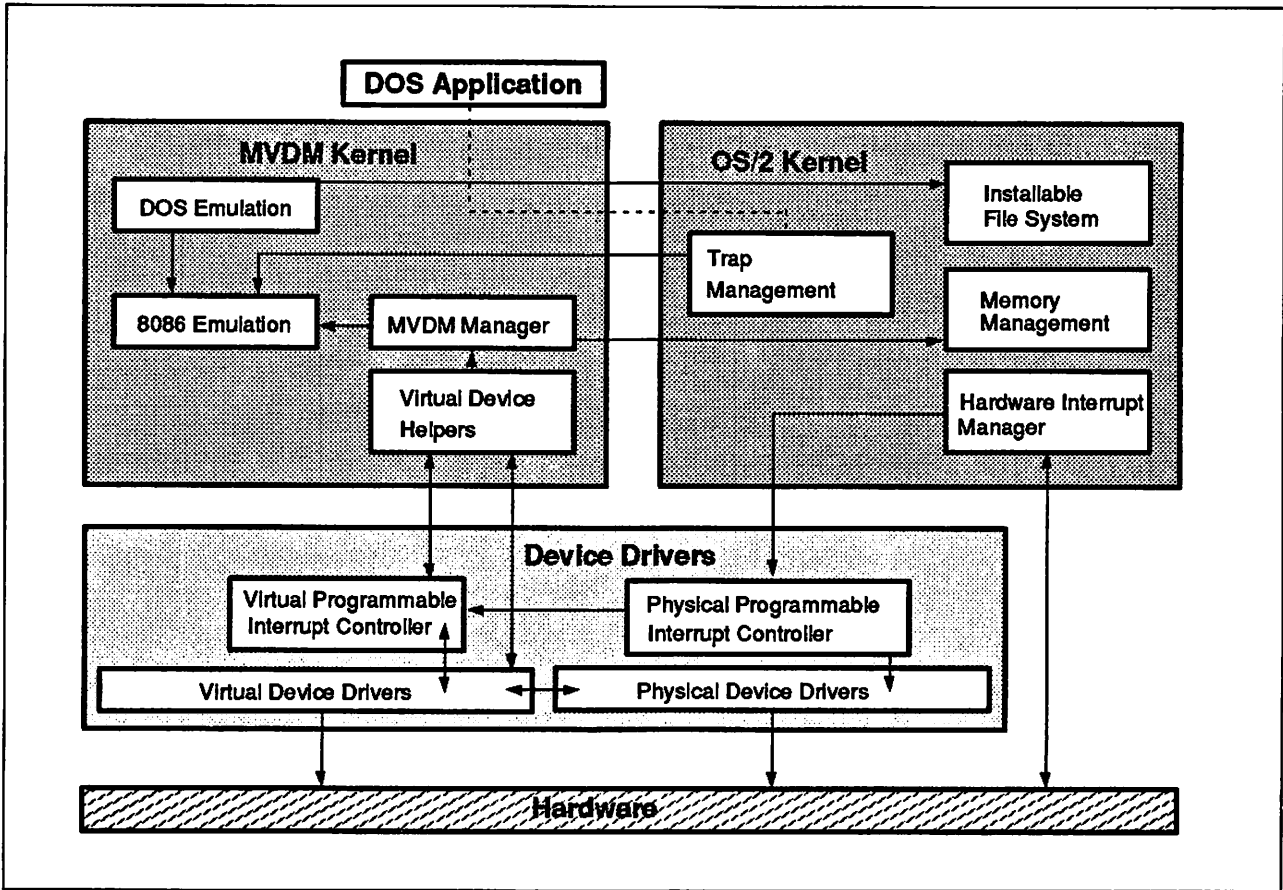 DOS Application
MVDM Kernel
OS/2 Kernel
DOS Emulation
Installable
File System
Trap
Management
8086 Emulation
MVDM Manager
Memory
Management
Virtual Device
Helpers
Hardware Interrupt
Manager
Device Drivers
Virtual Programmable
Interrupt Controller
Physical Programmable
Interrupt Controller
Virtual Device Drivers
Physical Device Drivers
Hardware